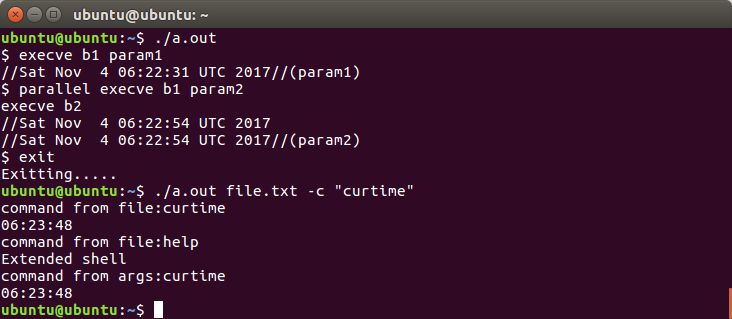 ubuntu@ubuntu: ~
ubuntu@ubuntu:~$ ./a.out
$ execve b1 param1
//Sat Nov  4 06:22:31 UTC 2017//(param1)
$ parallel execve b1 param2
execve b2
//Sat Nov  4 06:22:54 UTC 2017
//Sat Nov  4 06:22:54 UTC 2017//(param2)
$ exit
Exitting.....
ubuntu@ubuntu:~$ ./a.out file.txt -c "curtime"
command from file:curtime
06:23:48
command from file:help
Extended shell
command from args:curtime
06:23:48
ubuntu@ubuntu:~$